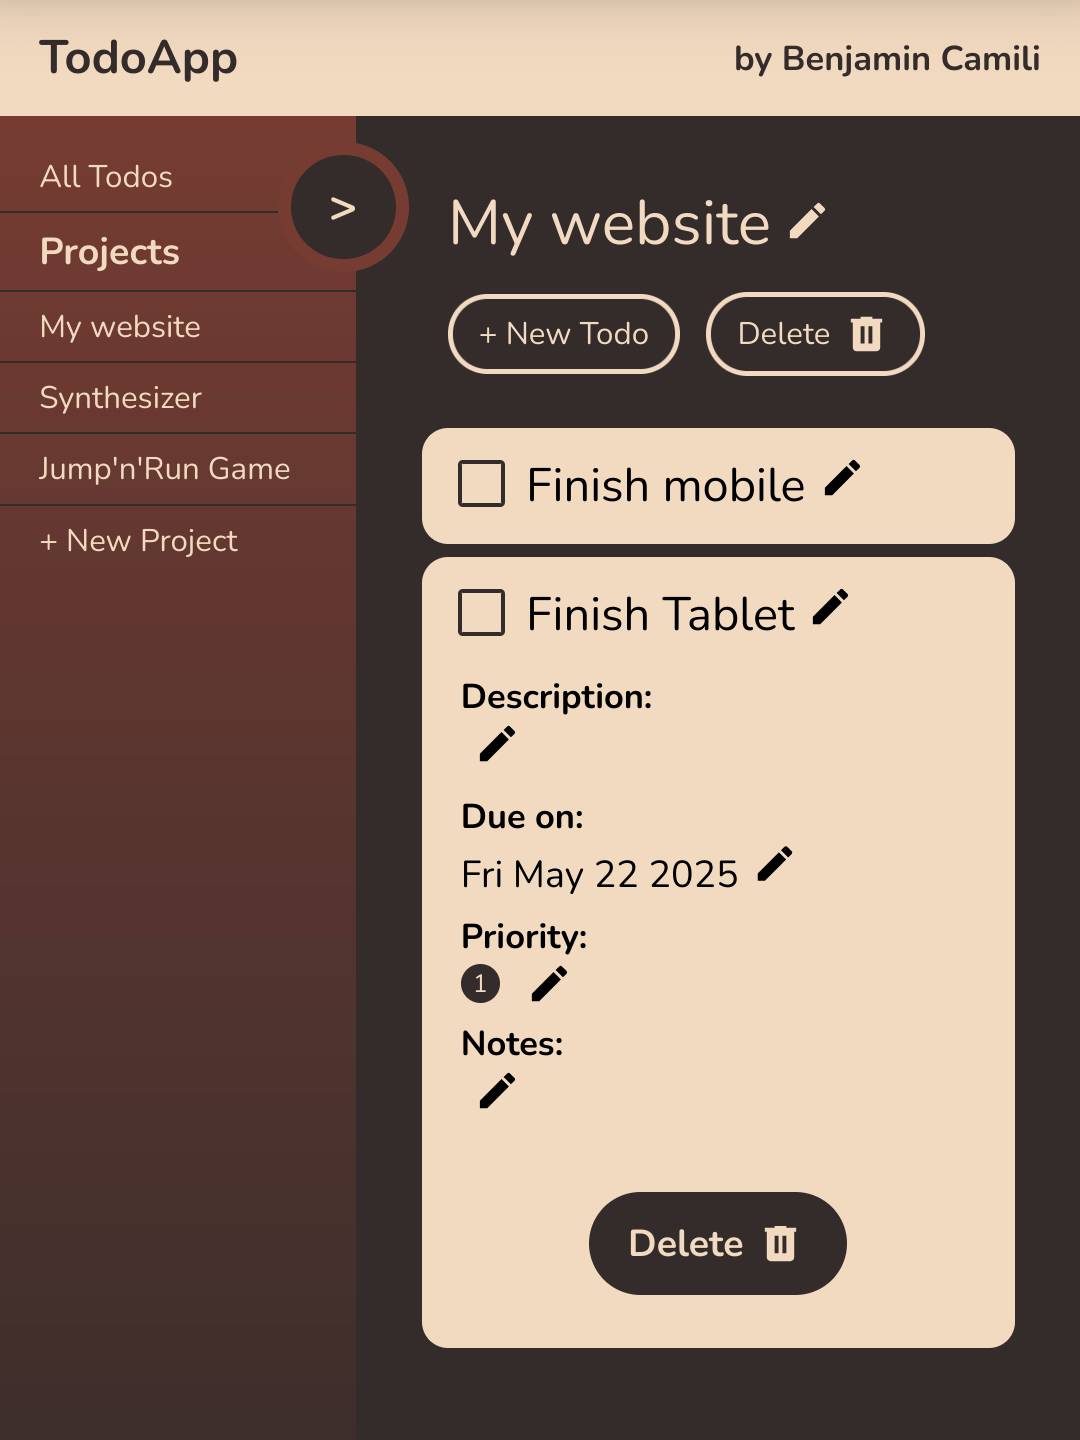 TodoApp
by Benjamin Camili
All Todos
>
Projects
My website
Synthesizer
Jump'n'Run Game
+ New Project
My website
+ New Todo
Delete
Finish mobile
Finish Tablet
Description:
Due on:
Fri May 22 2025
Priority:
1
Notes:
Delete